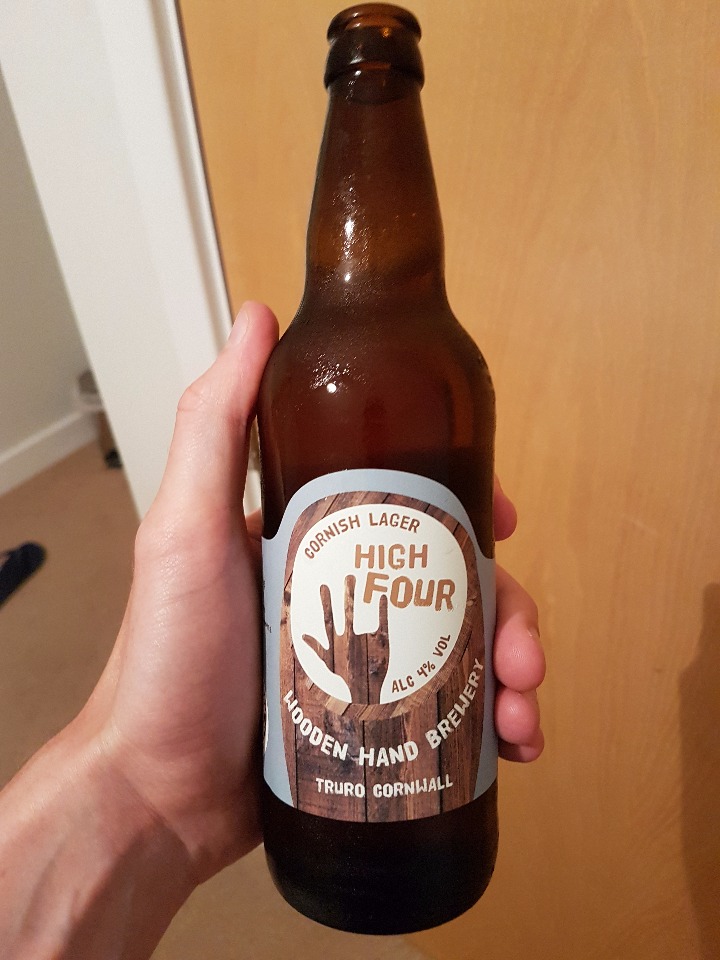 CORNISH LAGER
HIGH
FOUR
ALC 4% VOL
WOODEN HAND BREWERY
TRURO CORNWALL